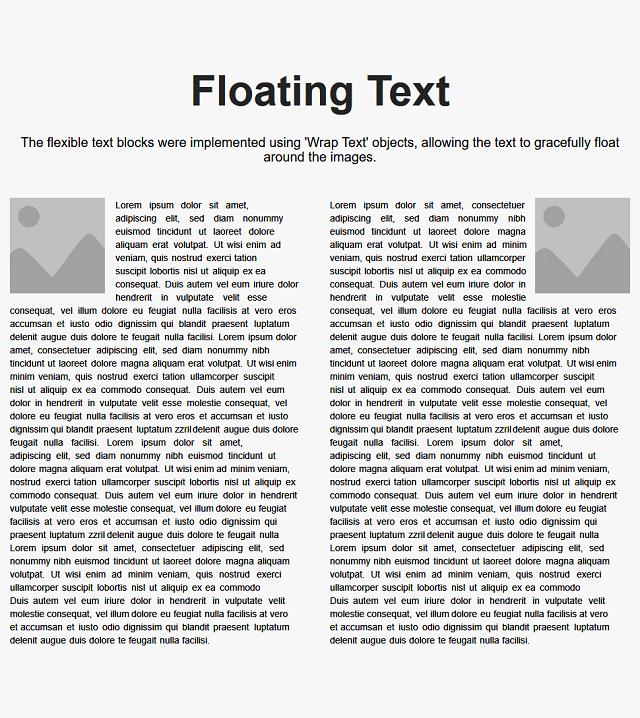 Floating Text
The flexible text blocks were implemented using 'Wrap Text' objects, allowing the text to gracefully float
around the images.
Lorem ipsum dolor sit amet,
adipiscing elit, sed diam nonummy
euismod tincidunt ut laoreet dolore
aliquam erat volutpat. Ut wisi enim ad
veniam, quis nostrud exerci tation
suscipit lobortis nisl ut aliquip ex ea
consequat. Duis autem vel eum iriure dolor
hendrerit in vulputate velit esse
consequat, vel illum dolore eu feugiat nulla facilisis at vero eros
accumsan et iusto odio dignissim qui blandit praesent luptatum
delenit augue duis dolore te feugait nulla facilisi. Lorem ipsum dolor
amet, consectetuer adipiscing elit, sed diam nonummy nibh
tincidunt ut laoreet dolore magna aliquam erat volutpat. Ut wisi enim
minim veniam, quis nostrud exerci tation ullamcorper suscipit
nisl ut aliquip ex ea commodo consequat. Duis autem vel eum
dolor in hendrerit in vulputate velit esse molestie consequat, vel
dolore eu feugiat nulla facilisis at vero eros et accumsan et iusto
dignissim qui blandit praesent luptatum zzril delenit augue duis dolore
feugait nulla facilisi. Lorem ipsum dolor sit amet,
adipiscing elit, sed diam nonummy nibh euismod tincidunt ut
dolore magna aliquam erat volutpat. Ut wisi enim ad minim veniam,
nostrud exerci tation ullamcorper suscipit lobortis nisl ut aliquip ex
commodo consequat. Duis autem vel eum iriure dolor in hendrerit
vulputate velit esse molestie consequat, vel illum dolore eu feugiat
facilisis at vero eros et accumsan et iusto odio dignissim qui
praesent luptatum zzril delenit augue duis dolore te feugait nulla
Lorem ipsum dolor sit amet, consectetuer adipiscing elit, sed
nonummy nibh euismod tincidunt ut laoreet dolore magna aliquam
volutpat. Ut wisi enim ad minim veniam, quis nostrud exerci
ullamcorper suscipit lobortis nisl ut aliquip ex ea commodo
Duis autem vel eum iriure dolor in hendrerit in vulputate velit
molestie consequat, vel illum dolore eu feugiat nulla facilisis at vero
et accumsan et iusto odio dignissim qui blandit praesent luptatum
delenit augue duis dolore te feugait nulla facilisi.
Lorem ipsum dolor sit amet, consectetuer
adipiscing elit, sed diam nonummy nibh
euismod tincidunt ut laoreet dolore magna
aliquam erat volutpat. Ut wisi enim ad minim
veniam, quis nostrud exerci tation ullamcorper
suscipit lobortis nisl ut aliquip ex ea commodo
consequat. Duis autem vel eum iriure dolor in
hendrerit in vulputate velit esse molestie
consequat, vel illum dolore eu feugiat nulla facilisis at vero eros
accumsan et iusto odio dignissim qui blandit praesent luptatum
delenit augue duis dolore te feugait nulla facilisi. Lorem ipsum dolor
amet, consectetuer adipiscing elit, sed diam nonummy nibh
tincidunt ut laoreet dolore magna aliquam erat volutpat. Ut wisi enim
minim veniam, quis nostrud exerci tation ullamcorper suscipit
nisl ut aliquip ex ea commodo consequat. Duis autem vel eum
dolor in hendrerit in vulputate velit esse molestie consequat, vel
dolore eu feugiat nulla facilisis at vero eros et accumsan et iusto
dignissim qui blandit praesent luptatum zzril delenit augue duis dolore
feugait nulla facilisi. Lorem ipsum dolor sit amet,
adipiscing elit, sed diam nonummy nibh euismod tincidunt ut
dolore magna aliquam erat volutpat. Ut wisi enim ad minim veniam,
nostrud exerci tation ullamcorper suscipit lobortis nisl ut aliquip ex
commodo consequat. Duis autem vel eum iriure dolor in hendrerit
vulputate velit esse molestie consequat, vel illum dolore eu feugiat
facilisis at vero eros et accumsan et iusto odio dignissim qui
praesent luptatum zzril delenit augue duis dolore te feugait nulla
Lorem ipsum dolor sit amet, consectetuer adipiscing elit, sed
nonummy nibh euismod tincidunt ut laoreet dolore magna aliquam
volutpat. Ut wisi enim ad minim veniam, quis nostrud exerci
ullamcorper suscipit lobortis nisl ut aliquip ex ea commodo
Duis autem vel eum iriure dolor in hendrerit in vulputate velit
molestie consequat, vel illum dolore eu feugiat nulla facilisis at vero
et accumsan et iusto odio dignissim qui blandit praesent luptatum
delenit augue duis dolore te feugait nulla facilisi.